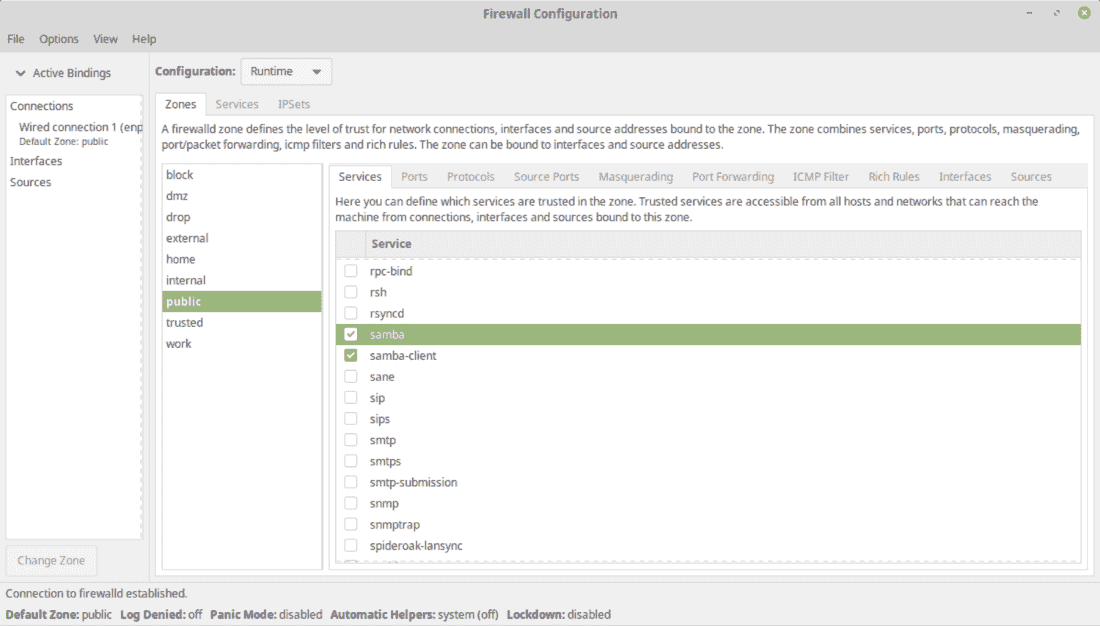 Firewall Configuration
File Options View Help
Active Bindings
Configuration: Runtime
Connections
Wired connection 1 (enp
Default Zone: public
Interfaces
Sources
Change Zone
Zones Services IPSets
A firewalld zone defines the level of trust for network connections, interfaces and source addresses bound to the zone. The zone combines services, ports, protocols, masquerading,
port/packet forwarding, icmp filters and rich rules. The zone can be bound to interfaces and source addresses.
block
dmz
drop
external
home
internal
public
trusted
work
Services Ports Protocols Source Ports Masquerading Port Forwarding ICMP Filter Rich Rules Interfaces Sources
Here you can define which services are trusted in the zone. Trusted services are accessible from all hosts and networks that can reach the
machine from connections, interfaces and sources bound to this zone.
Service
rpc-bind
rsh
rsyncd
samba
samba-client
sane
sip
sips
smtp
smtps
smtp-submission
snmp
snmptrap
spideroak-lansync
Connection to firewalld established.
Default Zone: public Log Denied: off Panic Mode: disabled Automatic Helpers: system (off) Lockdown: disabled